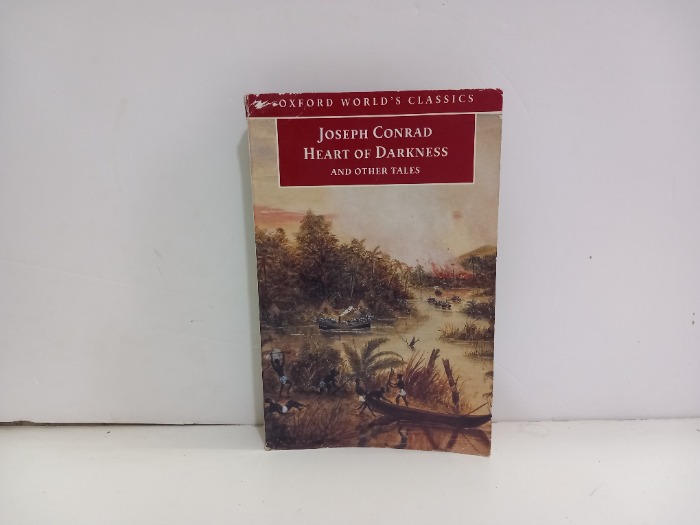 OXFORD WORLD'S CLASSICS
JOSEPH CONRAD
HEART OF DARKNESS
AND OTHER TALES